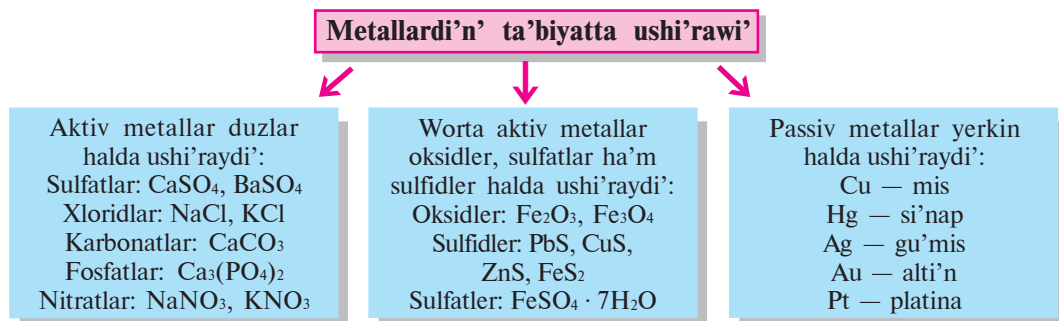 Metallardi'n' ta'biyatta ushi'rawi'
Aktiv metallar duzlar
halda ushi'raydi':
Sulfatlar: CaSO₄, BaSO₄
Xloridlar: NaCl, KCl
Karbonatlar: CaCO₃
Fosfatlar: Ca₃(PO₄)₂
Nitratlar: NaNO₃, KNO₃
Worta aktiv metallar
oksidler, sulfatlar ha'm
sulfidler halda ushi'raydi':
Oksidler: Fe₂O₃, Fe₃O₄
Sulfidler: PbS, CuS,
ZnS, FeS₂
Sulfatler: FeSO₄ · 7H₂O
Passiv metallar yerkin
halda ushi'raydi':
Cu — mis
Hg — si'nap
Ag — gu'mis
Au — alti'n
Pt — platina